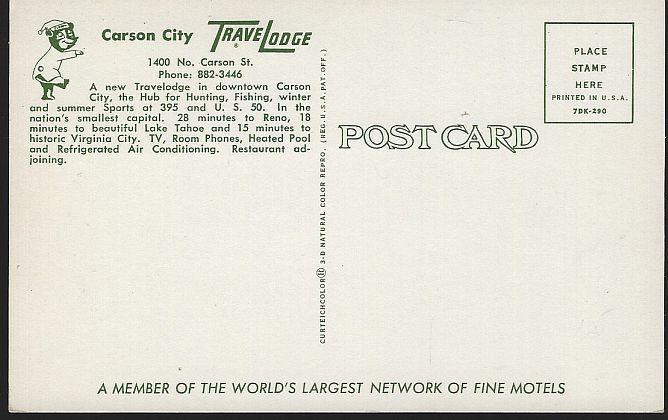 Carson City TRAVELODGE ®
1400 No. Carson St.
Phone: 882-3446
A new Travelodge in downtown Carson
City, the Hub for Hunting, Fishing, winter
and summer Sports at 395 and U. S. 50. In the
nation's smallest capital. 28 minutes to Reno, 18
minutes to beautiful Lake Tahoe and 15 minutes to
historic Virginia City. TV, Room Phones, Heated Pool
and Refrigerated Air Conditioning. Restaurant ad-
joining.
CURTEICHCOLOR® 3-D NATURAL COLOR REPRO. (REG. U.S.A. PAT. OFF.)
POST CARD
PLACE
STAMP
HERE
PRINTED IN U.S.A.
7DK-290
A MEMBER OF THE WORLD'S LARGEST NETWORK OF FINE MOTELS